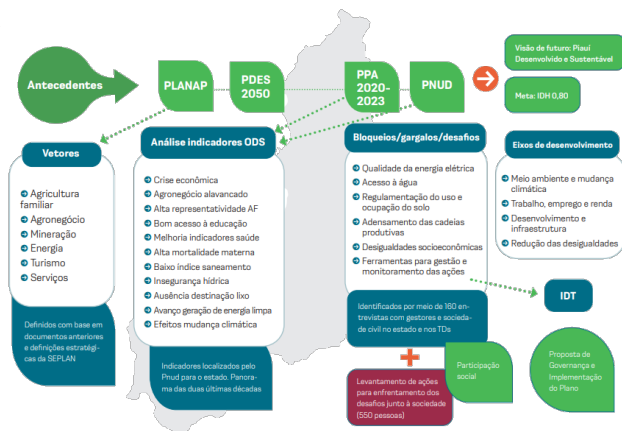 Antecedentes
PLANAP
PDES
2050
PPA
2020-
2023
PNUD
Visão de futuro: Piauí
Desenvolvido e Sustentável
Meta: IDH 0,80
Vetores
Agricultura
familiar
Agronegócio
Mineração
Energia
Turismo
Serviços
Definidos com base em
documentos anteriores
e definições estratégi-
cas da SEPLAN
Análise indicadores ODS
Crise econômica
Agronegócio alavancado
Alta representatividade AF
Bom acesso à educação
Melhoria indicadores saúde
Alta mortalidade materna
Baixo índice saneamento
Insegurança hídrica
Ausência destinação lixo
Avanço geração de energia limpa
Efeitos mudança climática
Indicadores localizados pelo
Pnud para o estado. Panora-
ma das duas últimas décadas
Bloqueios/gargalos/desafios
Qualidade da energia elétrica
Acesso à água
Regulamentação do uso e
ocupação do solo
Adensamento das cadeias
produtivas
Desigualdades socioeconômicas
Ferramentas para gestão e
monitoramento das ações
Identificados por meio de 160 en-
trevistas com gestores e socieda-
de civil no estado e nos TDs
Levantamento de ações
para enfrentamento dos
desafios junto à sociedade
(550 pessoas)
Participação
social
Eixos de desenvolvimento
Meio ambiente e mudança
climática
Trabalho, emprego e renda
Desenvolvimento e
infraestrutura
Redução das desigualdades
IDT
Proposta de
Governança e
Implementação
do Plano